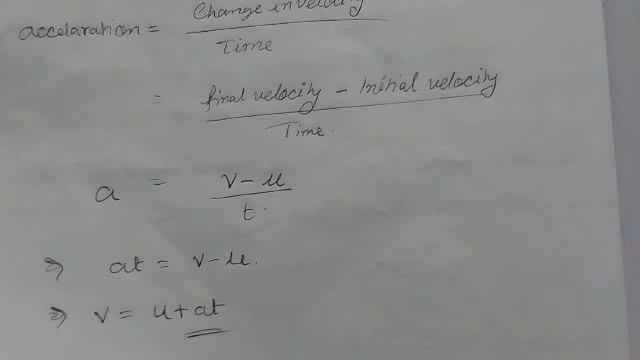 accelaration = Change in velocity / Time
= final velocity - Initial velocity / Time.
a = v-u / t.
⇒ at = v-u.
⇒ v = u+at